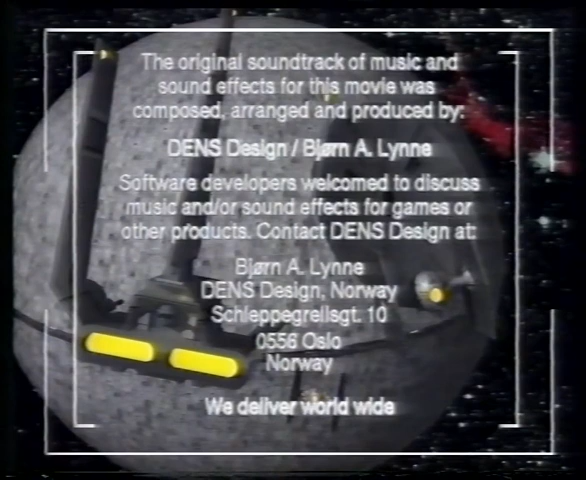 The original soundtrack of music and
sound effects for this movie was
composed, arranged and produced by:
DENS Design / Bjørn A. Lynne
Software developers welcomed to discuss
music and/or sound effects for games or
other products. Contact DENS Design at:
Bjørn A. Lynne
DENS Design, Norway
Schleppegrellsgt. 10
0556 Oslo
Norway
We deliver world wide